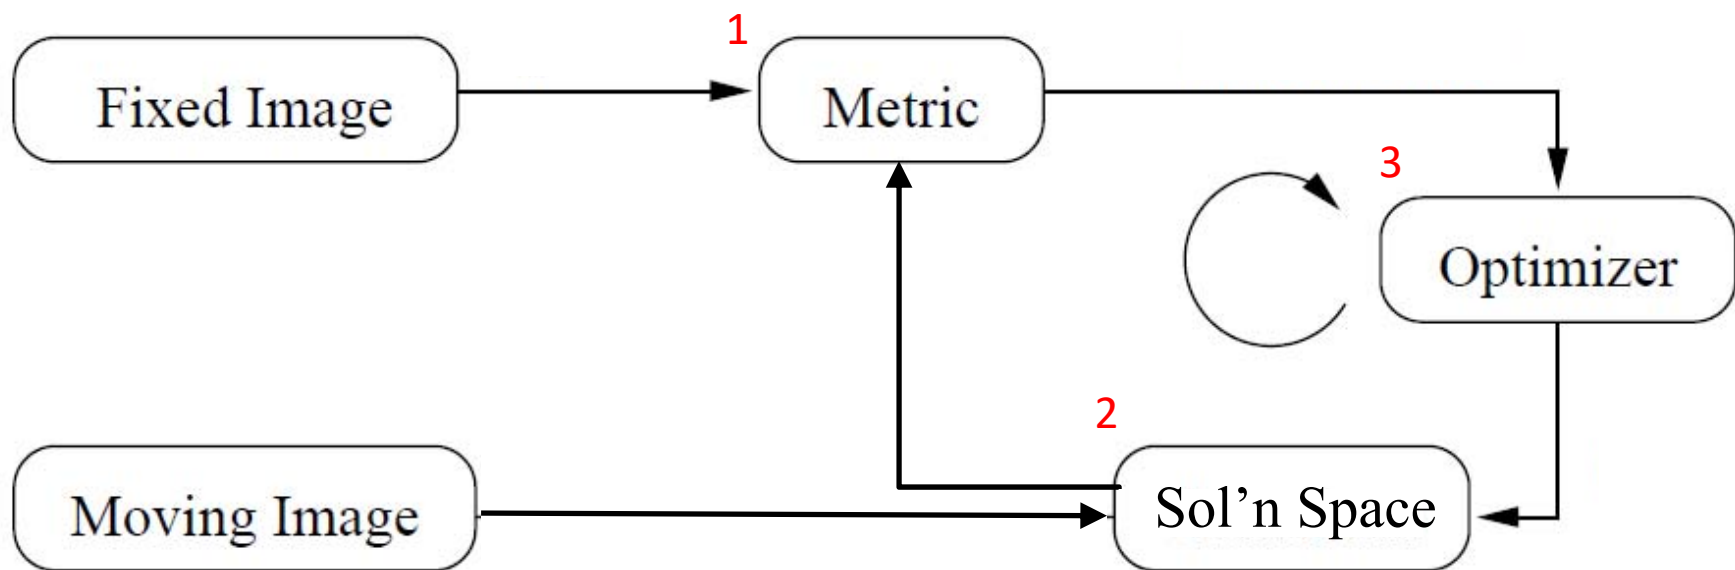 1
Fixed Image
Metric
3
Optimizer
2
Moving Image
Sol’n Space